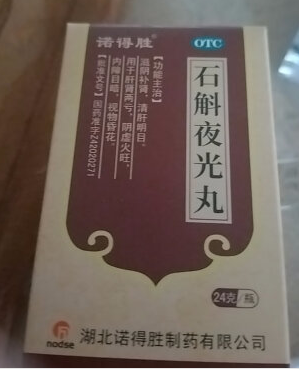 诺得胜
OTC
石斛夜光丸
【功能主治】
滋阴补肾，清肝明目。
用于肝肾两亏，阴虚火旺，
内障目暗，视物昏花。
【批准文号】国药准字Z42020271
24克/瓶
nodse
湖北诺得胜制药有限公司